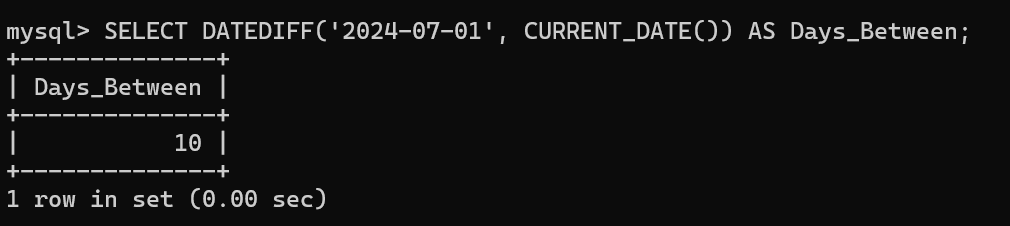 mysql> SELECT DATEDIFF('2024-07-01', CURRENT_DATE()) AS Days_Between;
+--------------+
| Days_Between |
+--------------+
|           10 |
+--------------+
1 row in set (0.00 sec)